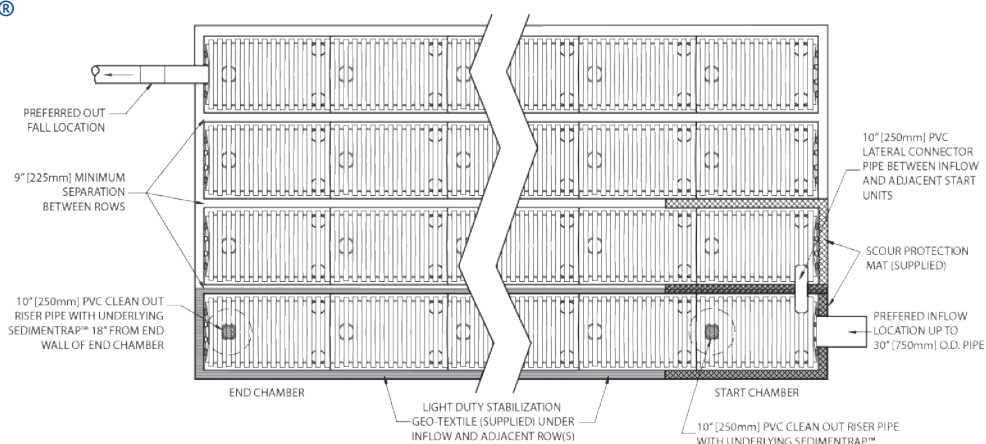 ®
PREFERRED OUT
FALL LOCATION
9" [225mm] MINIMUM
SEPARATION
BETWEEN ROWS
10" [250mm] PVC CLEAN OUT
RISER PIPE WITH UNDERLYING
SEDIMENTRAP™ 18" FROM END
WALL OF END CHAMBER
END CHAMBER
LIGHT DUTY STABILIZATION
GEO-TEXTILE (SUPPLIED) UNDER
INFLOW AND ADJACENT ROW(S)
10" [250mm] PVC
LATERAL CONNECTOR
PIPE BETWEEN INFLOW
AND ADJACENT START
UNITS
SCOUR PROTECTION
MAT (SUPPLIED)
PREFERED INFLOW
LOCATION UP TO
30" [750mm] O.D. PIPE
START CHAMBER
10" [250mm] PVC CLEAN OUT RISER PIPE
WITH UNDERLYING SEDIMENTRAP™